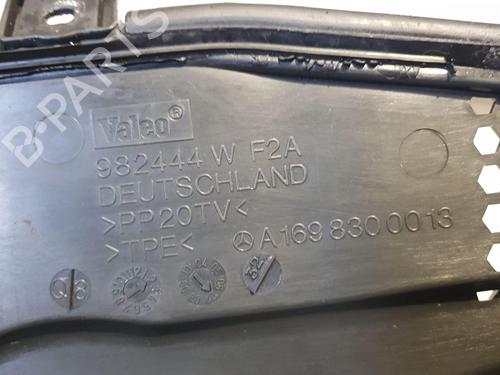 Valeo®
982444 W F2A
DEUTSCHLAND
>PP20TV<
>TPE< A 169 830 00 13
B-PARTS